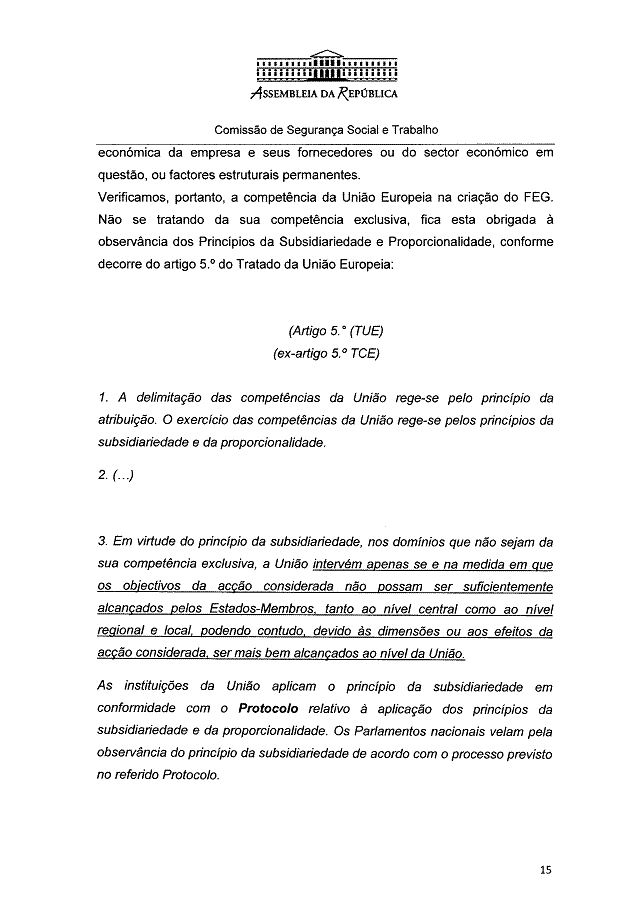 ASSEMBLEIA DA REPÚBLICA
Comissão de Segurança Social e Trabalho
económica da empresa e seus fornecedores ou do sector económico em
questão, ou factores estruturais permanentes.
Verificamos, portanto, a competência da União Europeia na criação do FEG.
Não se tratando da sua competência exclusiva, fica esta obrigada à
observância dos Princípios da Subsidiariedade e Proporcionalidade, conforme
decorre do artigo 5.º do Tratado da União Europeia:
(Artigo 5.° (TUE)
(ex-artigo 5.º TCE)
1. A delimitação das competências da União rege-se pelo princípio da
atribuição. O exercício das competências da União rege-se pelos princípios da
subsidiariedade e da proporcionalidade.
2. (...)
3. Em virtude do princípio da subsidiariedade, nos domínios que não sejam da
sua competência exclusiva, a União intervém apenas se e na medida em que
os objectivos da acção considerada não possam ser suficientemente
alcançados pelos Estados-Membros, tanto ao nível central como ao nível
regional e local, podendo contudo, devido às dimensões ou aos efeitos da
acção considerada, ser mais bem alcançados ao nível da União.
As instituições da União aplicam o princípio da subsidiariedade em
conformidade com o Protocolo relativo à aplicação dos princípios da
subsidiariedade e da proporcionalidade. Os Parlamentos nacionais velam pela
observância do princípio da subsidiariedade de acordo com o processo previsto
no referido Protocolo.
15